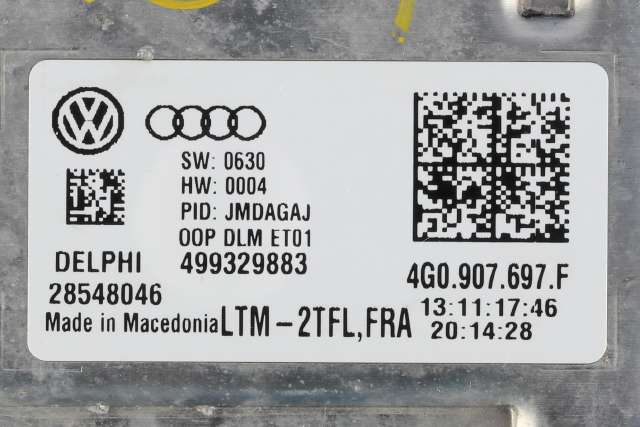 SW: 0630
HW: 0004
PID: JMDAGAJ
OOP DLM ET01
DELPHI 499329883
28548046
Made in Macedonia LTM-2TFL,FRA
4G0.907.697.F
13:11:17:46
20:14:28